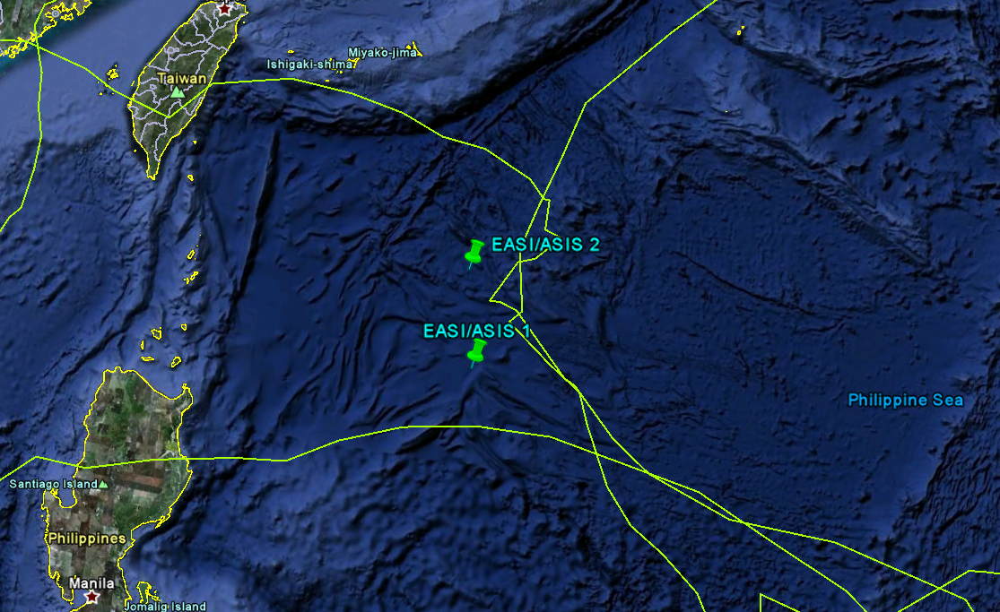 Miyako-jima
Ishigaki-shima
Taiwan
EASI/ASIS 2
EASI/ASIS 1
Philippine Sea
Santiago Island
Philippines
Manila
Jomalig Island